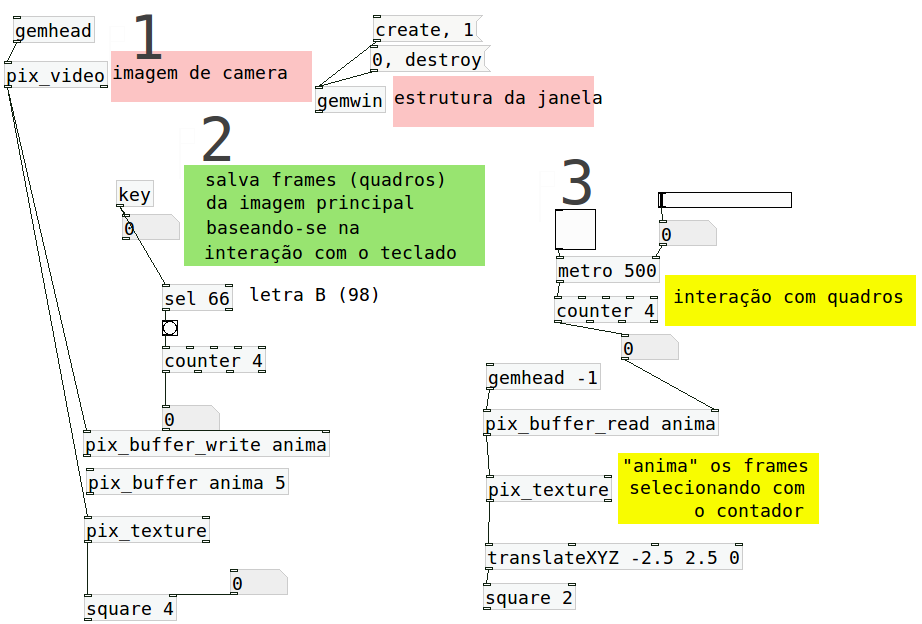 gemhead
1
pix_video
imagem de camera
create, 1
0, destroy
gemwin
estrutura da janela
2
salva frames (quadros)
da imagem principal
baseando-se na
interação com o teclado
key
0
sel 66
letra B (98)
counter 4
0
pix_buffer_write anima
pix_buffer anima 5
pix_texture
0
square 4
3
0
metro 500
interação com quadros
counter 4
0
gemhead -1
pix_buffer_read anima
pix_texture
"anima" os frames
selecionando com
o contador
translateXYZ -2.5 2.5 0
square 2